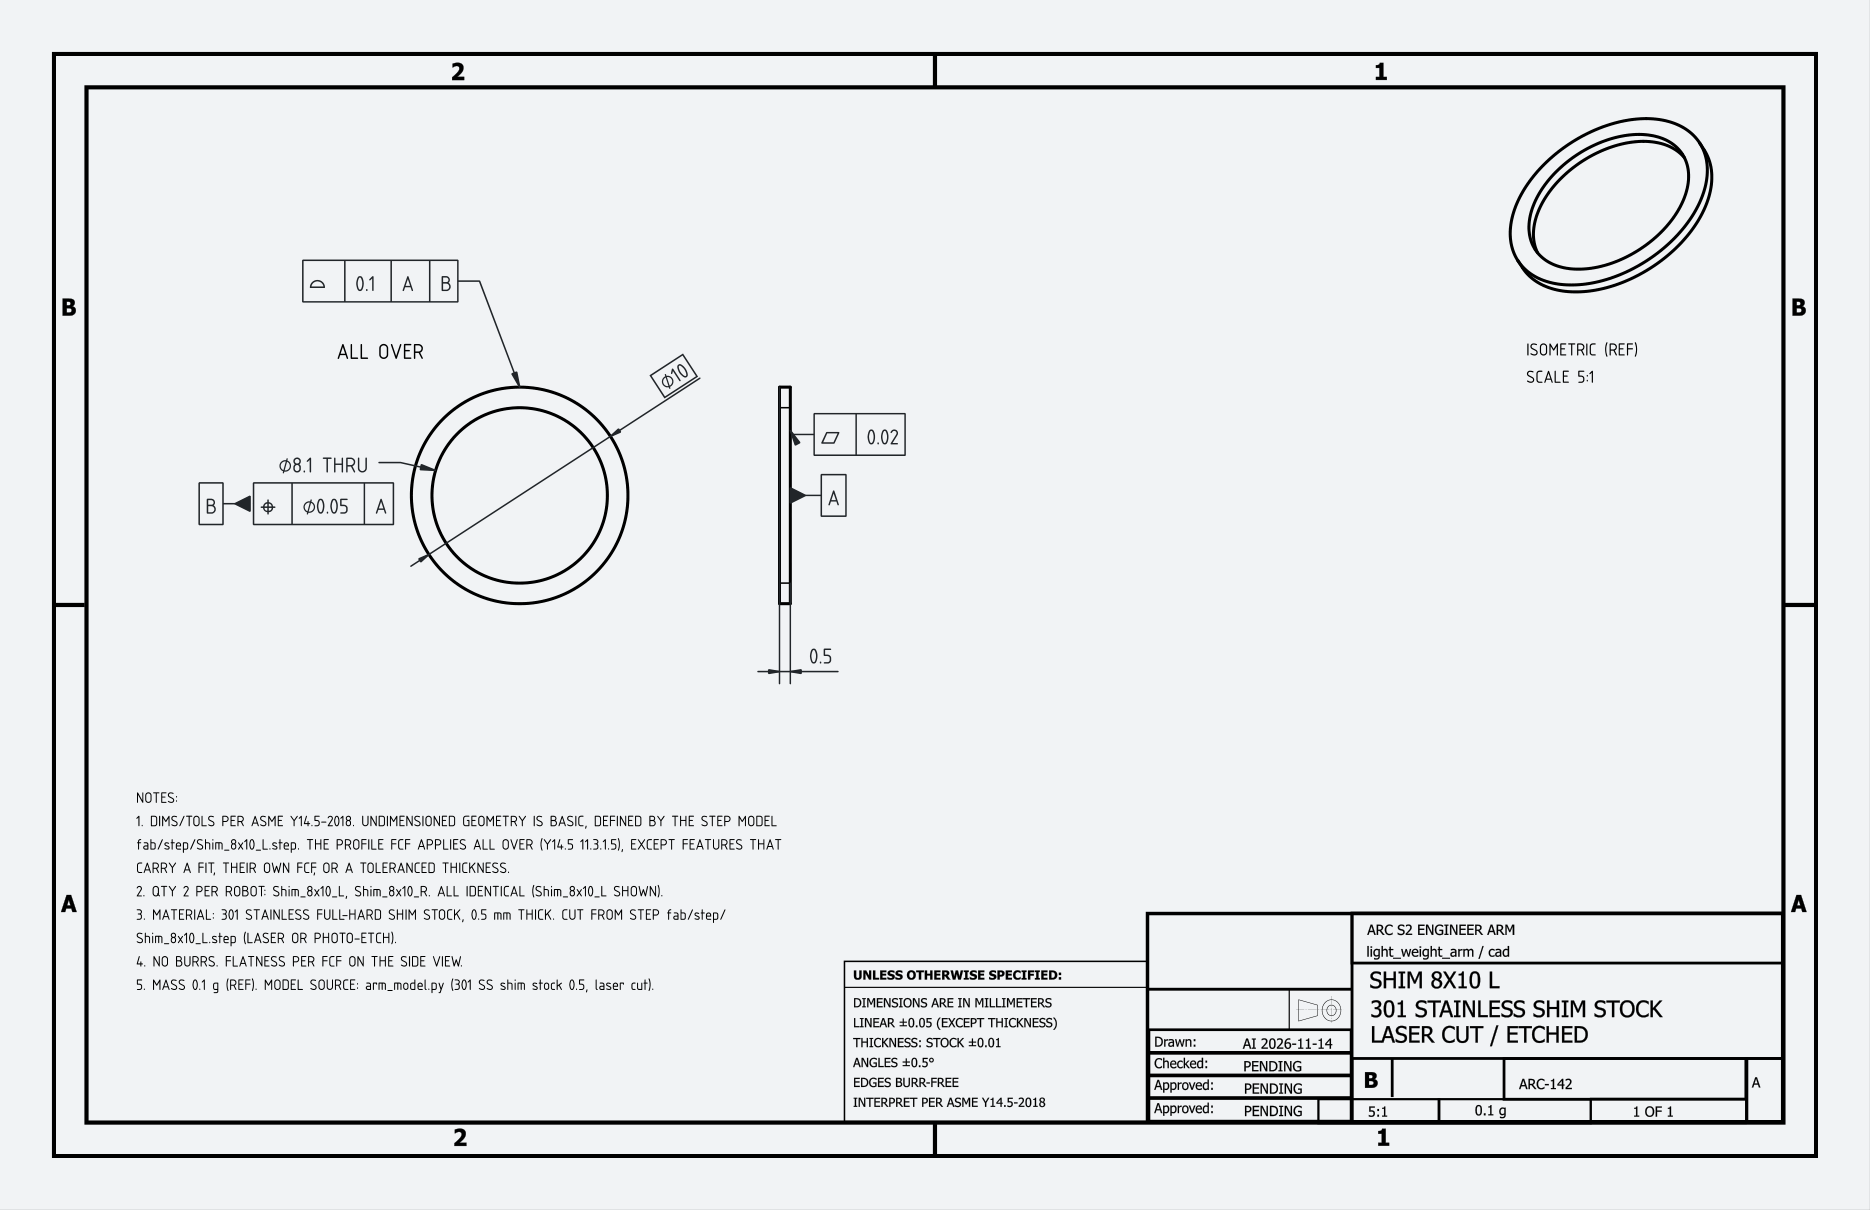 2
1
B
B
⌓ 0.1 A B
ALL OVER
⌀10
⏥ 0.02
⌀8.1 THRU
B ⌖ ⌀0.05 A
A
0.5
ISOMETRIC (REF)
SCALE 5:1
A
A
NOTES:
1. DIMS/TOLS PER ASME Y14.5-2018. UNDIMENSIONED GEOMETRY IS BASIC, DEFINED BY THE STEP MODEL
fab/step/Shim_8x10_L.step. THE PROFILE FCF APPLIES ALL OVER (Y14.5 11.3.1.5), EXCEPT FEATURES THAT
CARRY A FIT, THEIR OWN FCF, OR A TOLERANCED THICKNESS.
2. QTY 2 PER ROBOT: Shim_8x10_L, Shim_8x10_R. ALL IDENTICAL (Shim_8x10_L SHOWN).
3. MATERIAL: 301 STAINLESS FULL-HARD SHIM STOCK, 0.5 mm THICK. CUT FROM STEP fab/step/
Shim_8x10_L.step (LASER OR PHOTO-ETCH).
4. NO BURRS. FLATNESS PER FCF ON THE SIDE VIEW.
5. MASS 0.1 g (REF). MODEL SOURCE: arm_model.py (301 SS shim stock 0.5, laser cut).
UNLESS OTHERWISE SPECIFIED:
DIMENSIONS ARE IN MILLIMETERS
LINEAR ±0.05 (EXCEPT THICKNESS)
THICKNESS: STOCK ±0.01
ANGLES ±0.5°
EDGES BURR-FREE
INTERPRET PER ASME Y14.5-2018
Drawn: AI 2026-11-14
Checked: PENDING
Approved: PENDING
Approved: PENDING
ARC S2 ENGINEER ARM
light_weight_arm / cad
SHIM 8X10 L
301 STAINLESS SHIM STOCK
LASER CUT / ETCHED
B ARC-142 A
5:1 0.1 g 1 OF 1
2
1